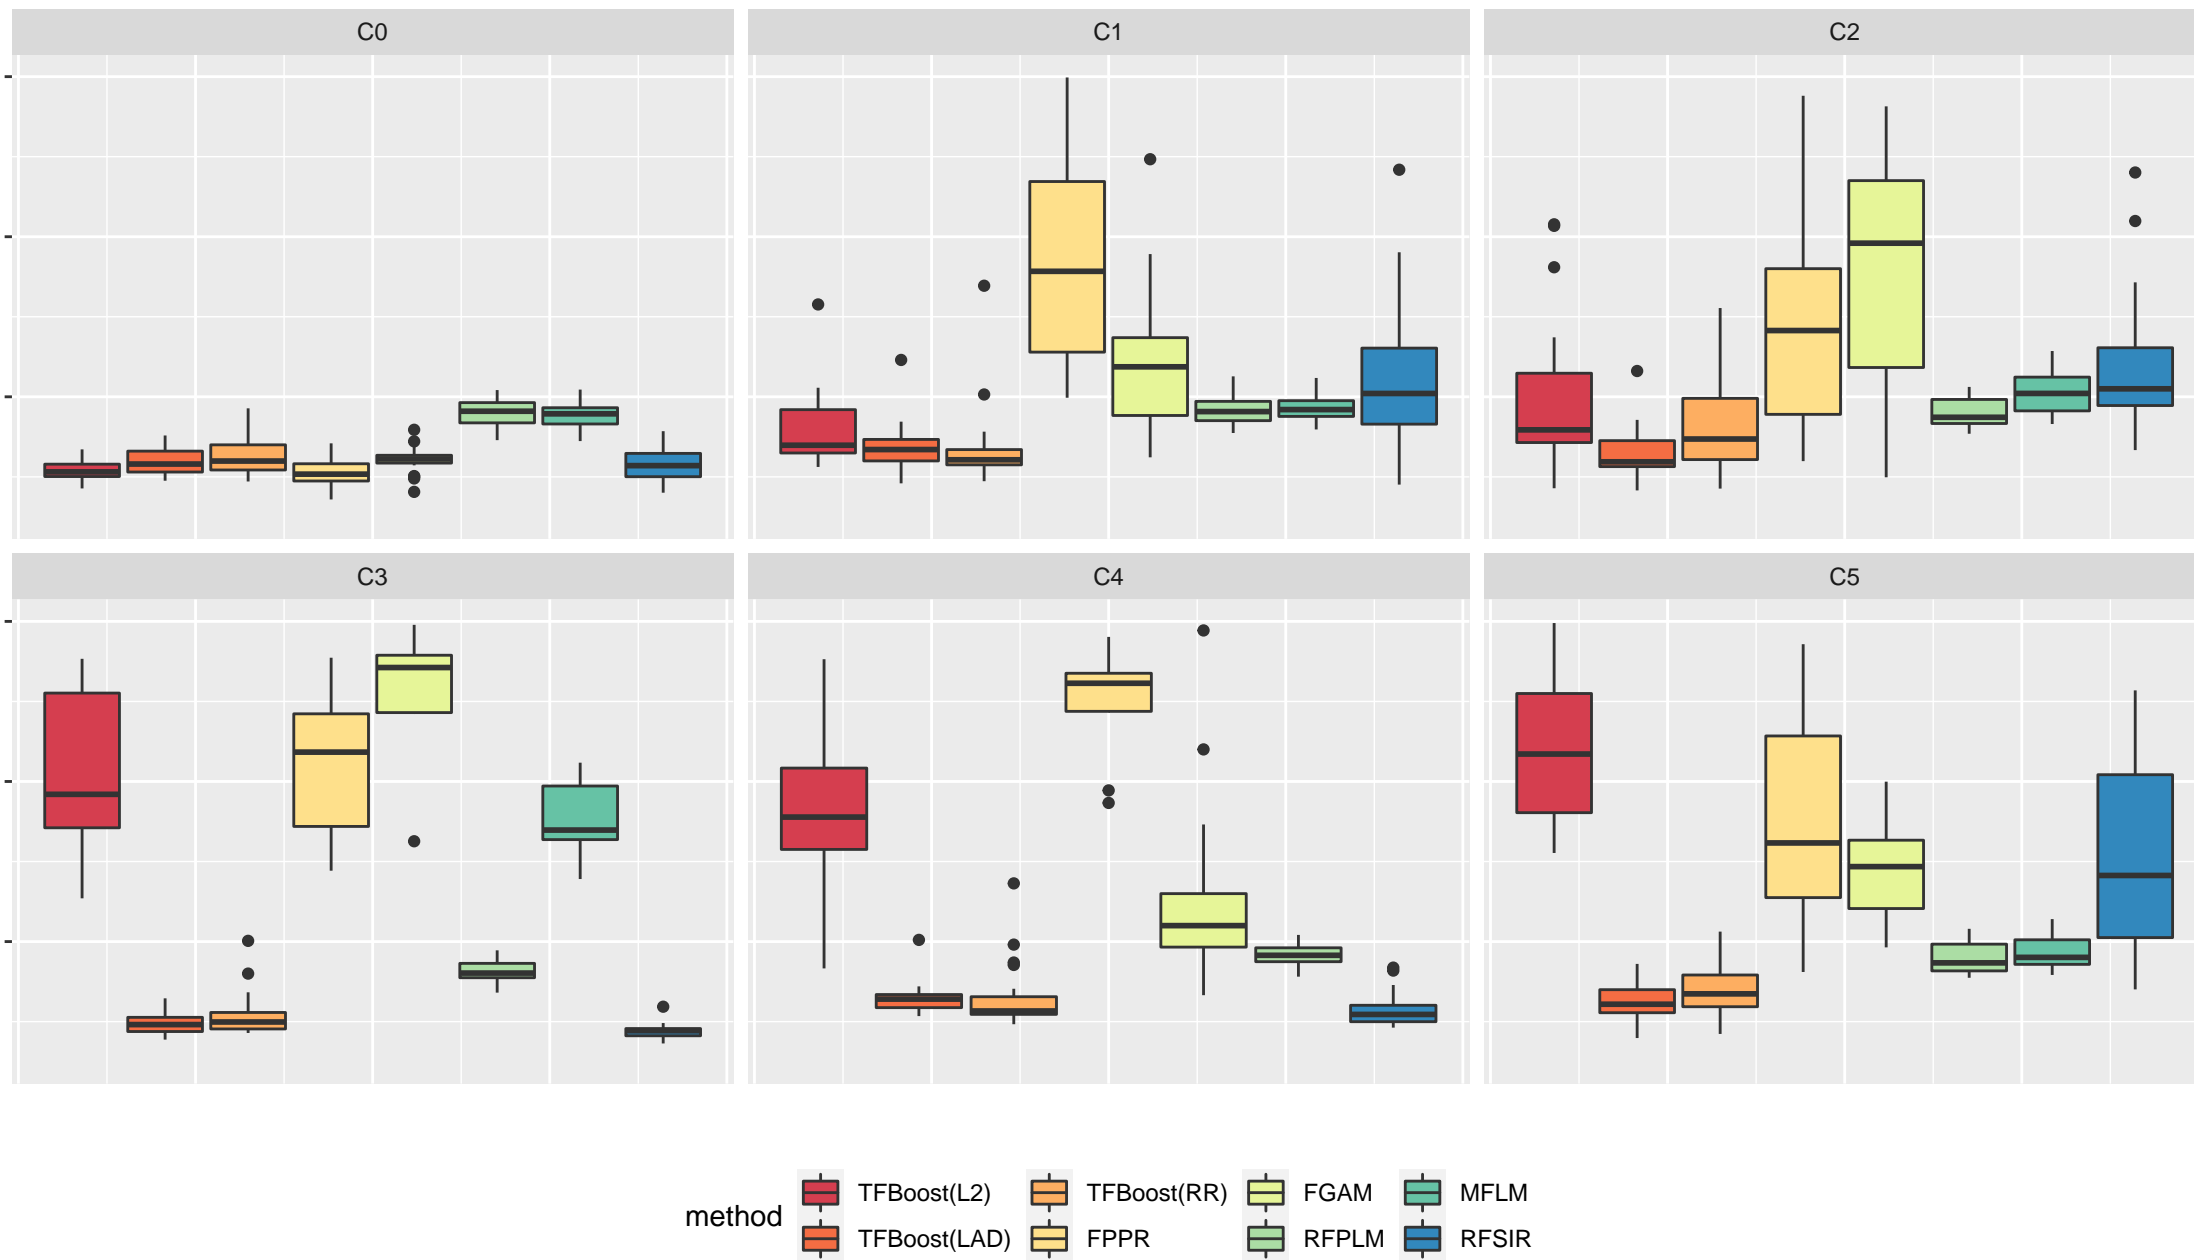 C0 C1 C2
C3 C4 C5
method
TFBoost(L2) TFBoost(RR) FGAM MFLM
TFBoost(LAD) FPPR RFPLM RFSIR